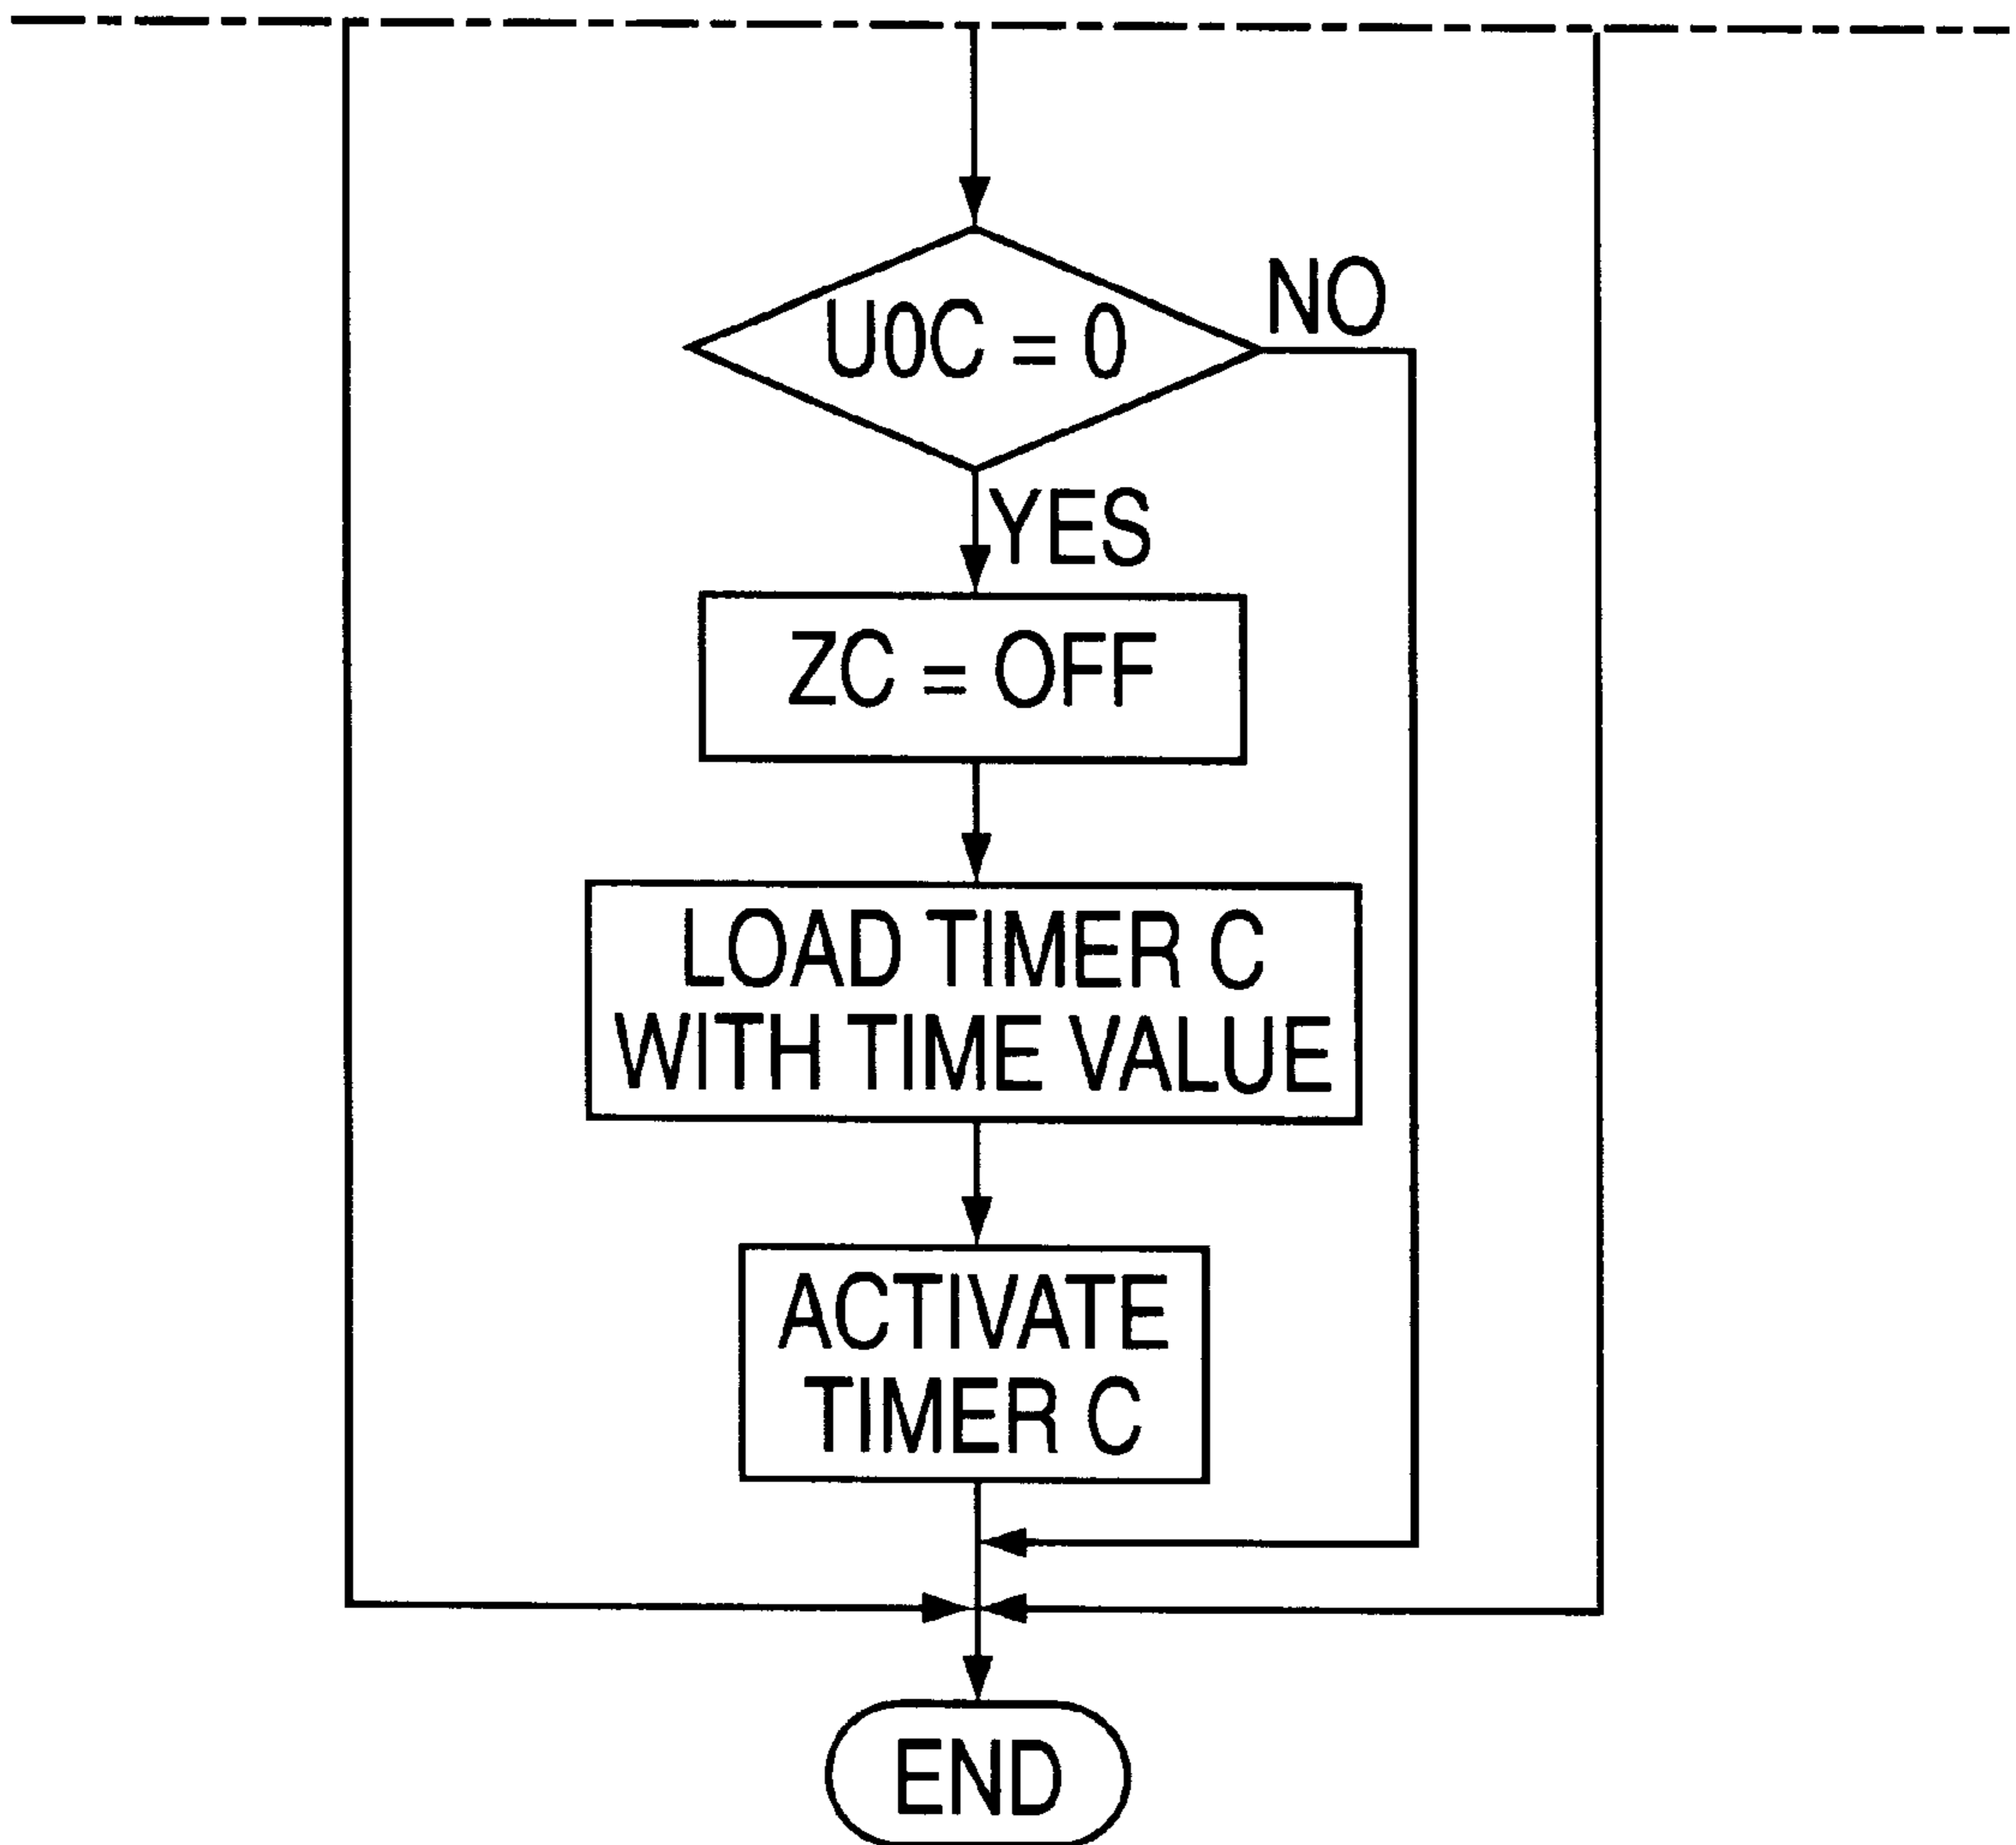 U0C = 0
NO
YES
ZC = OFF
LOAD TIMER C
WITH TIME VALUE
ACTIVATE
TIMER C
END